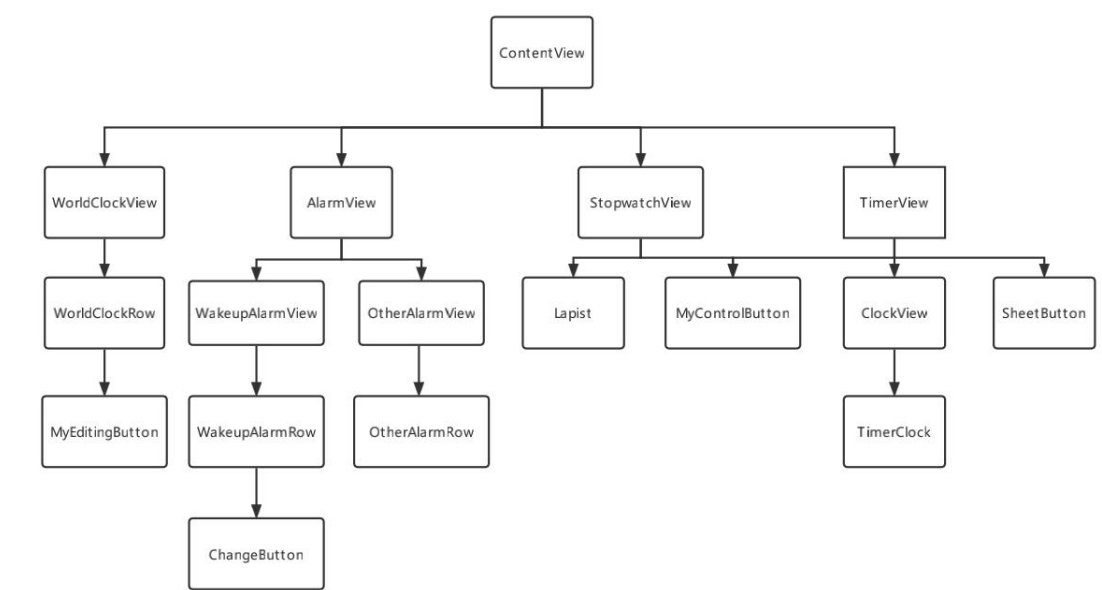 ContentView
WorldClockView
AlarmView
StopwatchView
TimerView
WorldClockRow
WakeupAlarmView
OtherAlarmView
Lapist
MyControlButton
ClockView
SheetButton
MyEditingButton
WakeupAlarmRow
OtherAlarmRow
TimerClock
ChangeButton